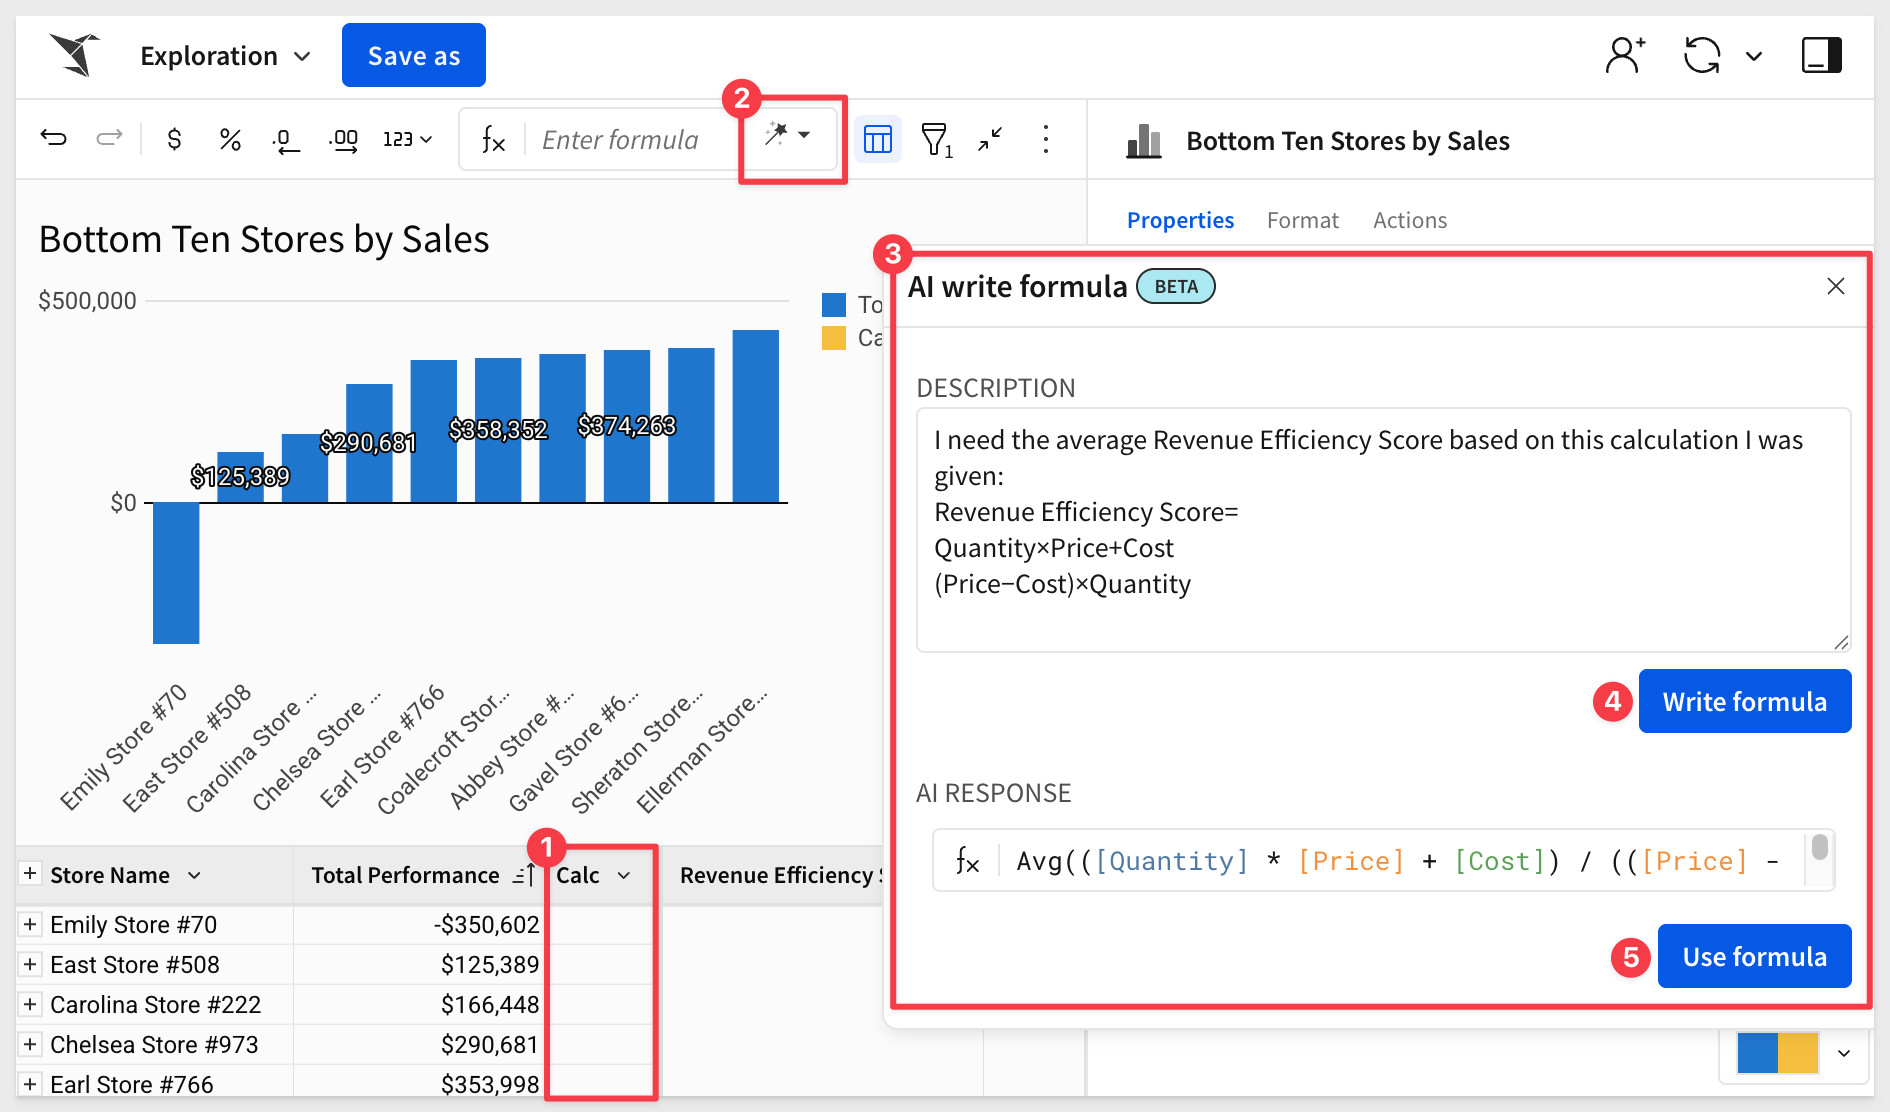 Exploration
Save as
2
$ % .0 .00 123
fx Enter formula
1
Bottom Ten Stores by Sales
Properties Format Actions
Bottom Ten Stores by Sales
$500,000
$0
$125,389
$290,681
$358,352
$374,263
To
Ca
Emily Store #70
East Store #508
Carolina Store ...
Chelsea Store ...
Earl Store #766
Coalecroft Stor...
Abbey Store #...
Gavel Store #6...
Sheraton Store...
Ellerman Store...
3
AI write formula BETA
DESCRIPTION
I need the average Revenue Efficiency Score based on this calculation I was
given:
Revenue Efficiency Score=
Quantity×Price+Cost
(Price−Cost)×Quantity
4 Write formula
AI RESPONSE
fx Avg(([Quantity] * [Price] + [Cost]) / (([Price] -
5 Use formula
1
Store Name Total Performance Calc Revenue Efficiency S
Emily Store #70 -$350,602
East Store #508 $125,389
Carolina Store #222 $166,448
Chelsea Store #973 $290,681
Earl Store #766 $353,998